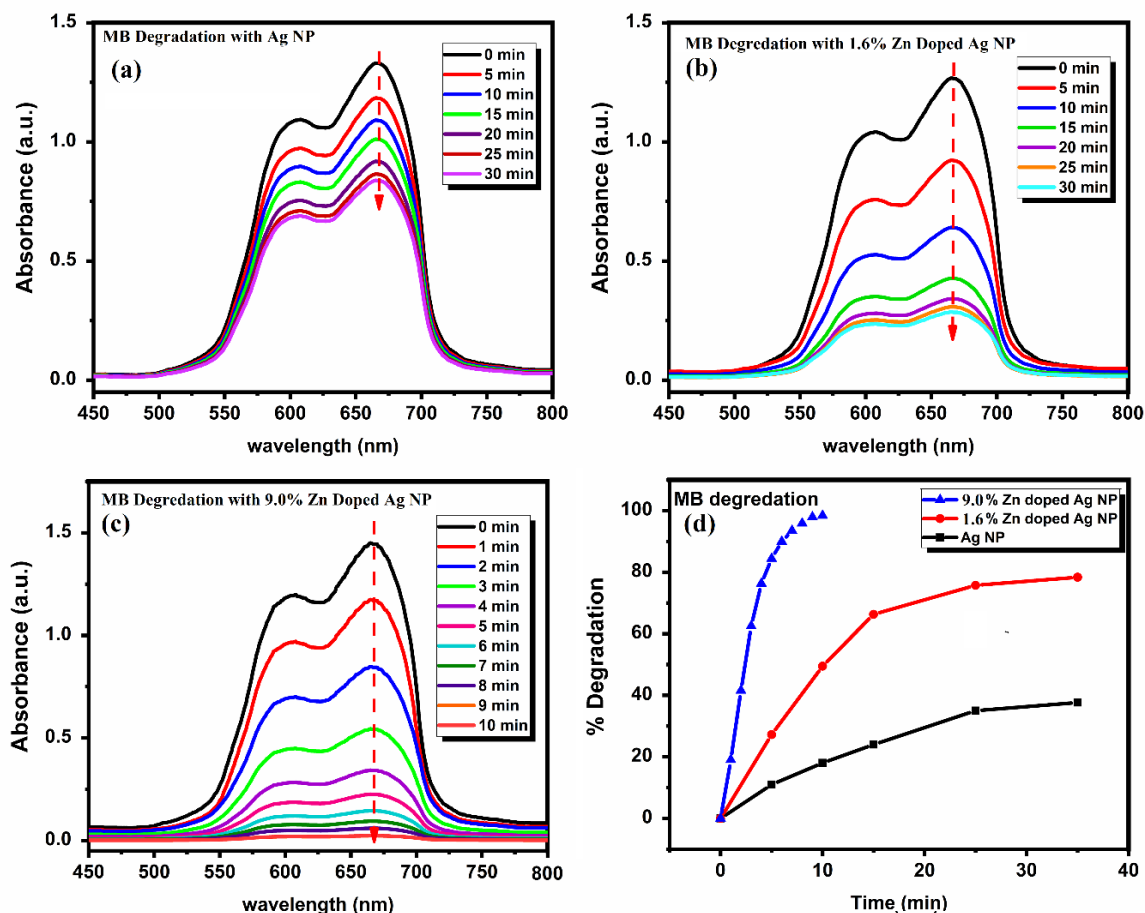 MB Degradation with Ag NP
(a)
0 min
5 min
10 min
15 min
20 min
25 min
30 min
1.5
1.0
0.5
0.0
Absorbance (a.u.)
450 500 550 600 650 700 750 800
wavelength (nm)
MB Degredation with 1.6% Zn Doped Ag NP
(b)
0 min
5 min
10 min
15 min
20 min
25 min
30 min
1.5
1.0
0.5
0.0
Absorbance (a.u.)
450 500 550 600 650 700 750 800
wavelength (nm)
MB Degredation with 9.0% Zn Doped Ag NP
(c)
0 min
1 min
2 min
3 min
4 min
5 min
6 min
7 min
8 min
9 min
10 min
1.5
1.0
0.5
0.0
Absorbance (a.u.)
450 500 550 600 650 700 750 800
wavelength (nm)
MB degredation
(d)
9.0% Zn doped Ag NP
1.6% Zn doped Ag NP
Ag NP
100
80
60
40
20
0
% Degradation
0 10 20 30 40
Time (min)